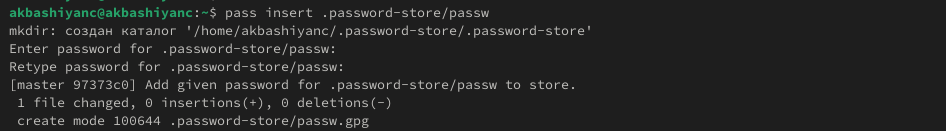 akbashiyanc@akbashiyanc:~$ pass insert .password-store/passw
mkdir: создан каталог '/home/akbashiyanc/.password-store/.password-store'
Enter password for .password-store/passw:
Retype password for .password-store/passw:
[master 97373c0] Add given password for .password-store/passw to store.
 1 file changed, 0 insertions(+), 0 deletions(-)
 create mode 100644 .password-store/passw.gpg